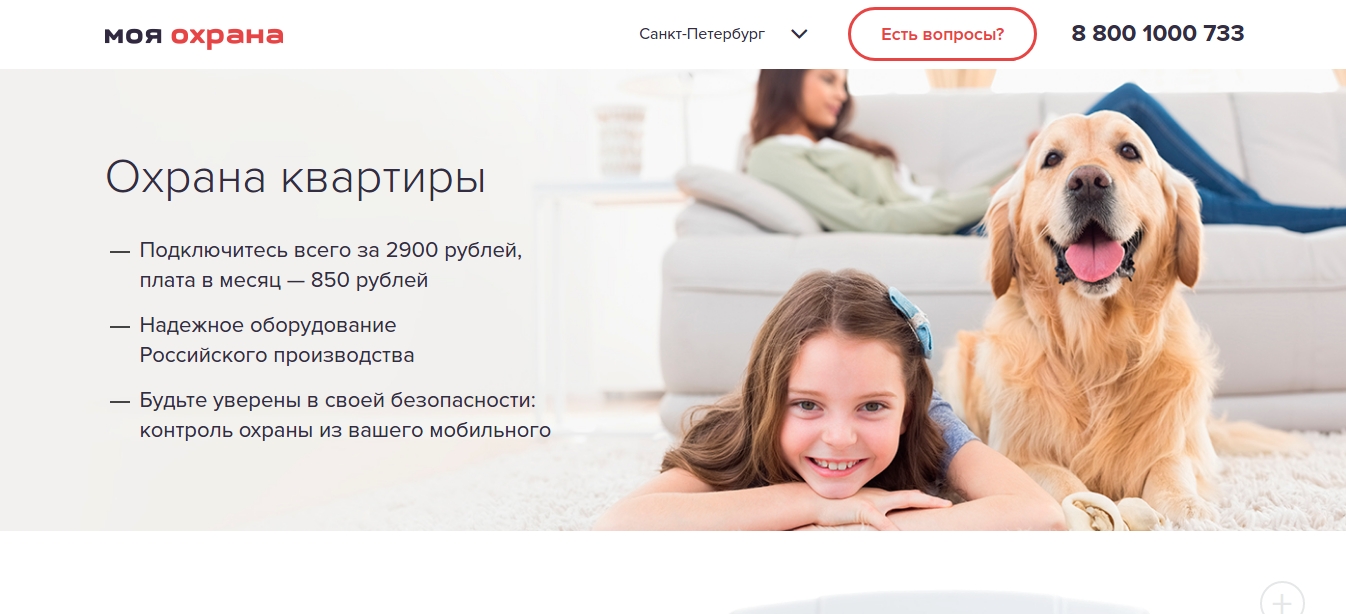 моя охрана
Санкт-Петербург
Есть вопросы?
8 800 1000 733
Охрана квартиры
— Подключитесь всего за 2900 рублей,
плата в месяц — 850 рублей
— Надежное оборудование
Российского производства
— Будьте уверены в своей безопасности:
контроль охраны из вашего мобильного